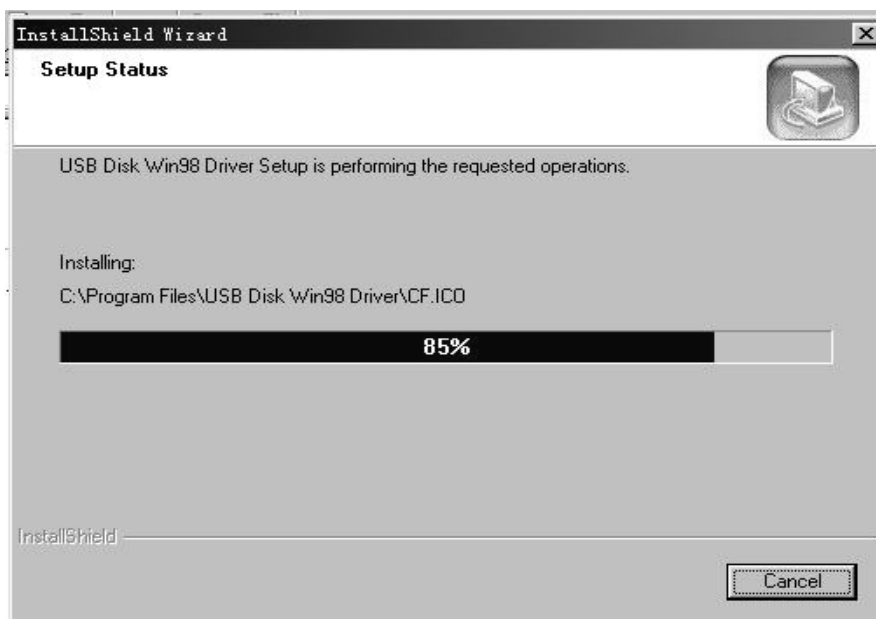 InstallShield Wizard
Setup Status
USB Disk Win98 Driver Setup is performing the requested operations.
Installing:
C:\Program Files\USB Disk Win98 Driver\CF.ICO
85%
InstallShield
Cancel